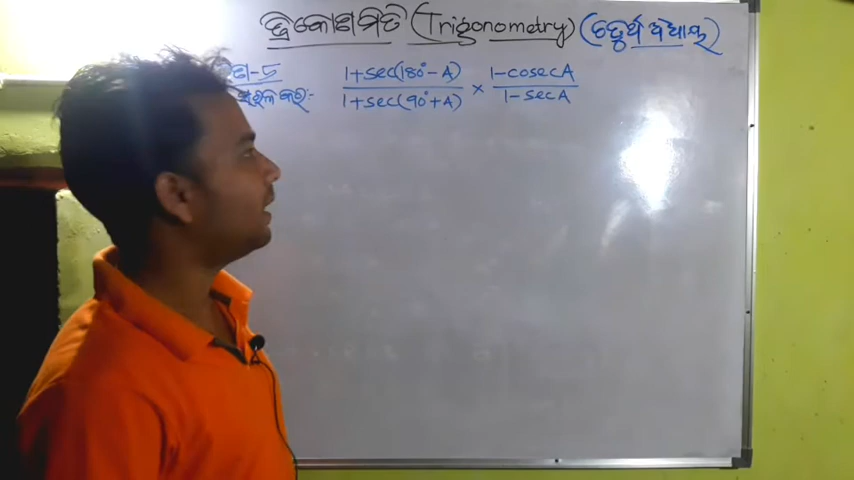 ତ୍ରିକୋଣମିତି (Trigonometry) (ଚତୁର୍ଥ ଅଧ୍ୟାୟ)
1+sec(180°-A) / 1+sec(90°+A) × 1-cosecA / 1-secA
ସରଳ କର :-